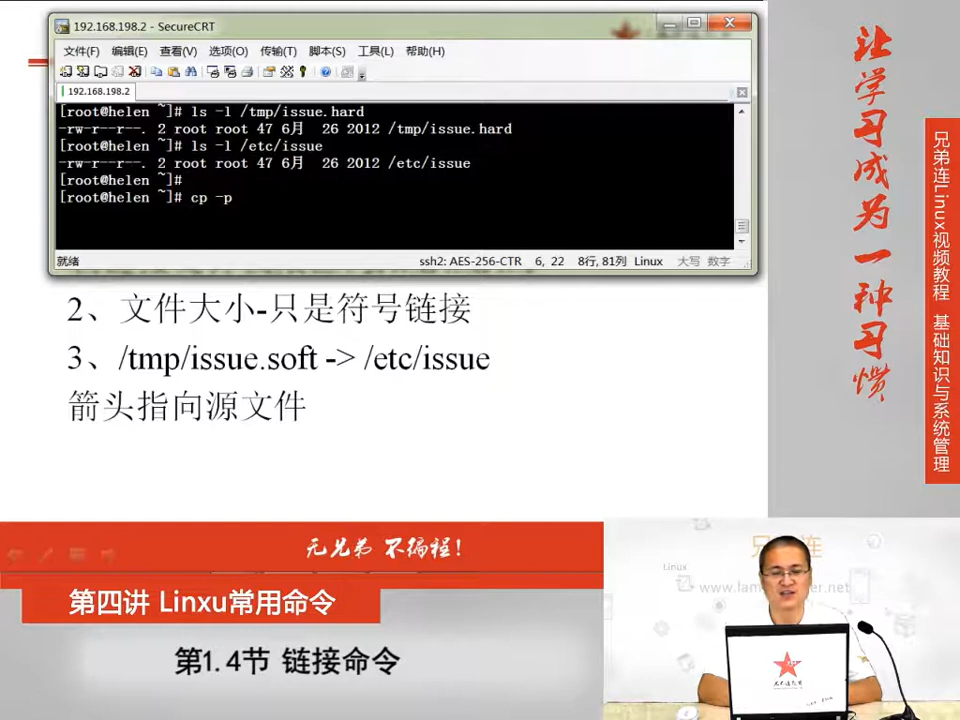 192.168.198.2 - SecureCRT
文件(F) 编辑(E) 查看(V) 选项(O) 传输(T) 脚本(S) 工具(L) 帮助(H)
192.168.198.2
[root@helen ~]# ls -l /tmp/issue.hard
-rw-r--r--. 2 root root 47 6月 26 2012 /tmp/issue.hard
[root@helen ~]# ls -l /etc/issue
-rw-r--r--. 2 root root 47 6月 26 2012 /etc/issue
[root@helen ~]#
[root@helen ~]# cp -p
就绪 ssh2: AES-256-CTR 6, 22 8行, 81列 Linux 大写 数字
2、文件大小-只是符号链接
3、/tmp/issue.soft -> /etc/issue
箭头指向源文件
让学习成为一种习惯
兄弟连Linux视频教程 基础知识与系统管理
无兄弟 不编程!
第四讲 Linxu常用命令
第1.4节 链接命令
Linux